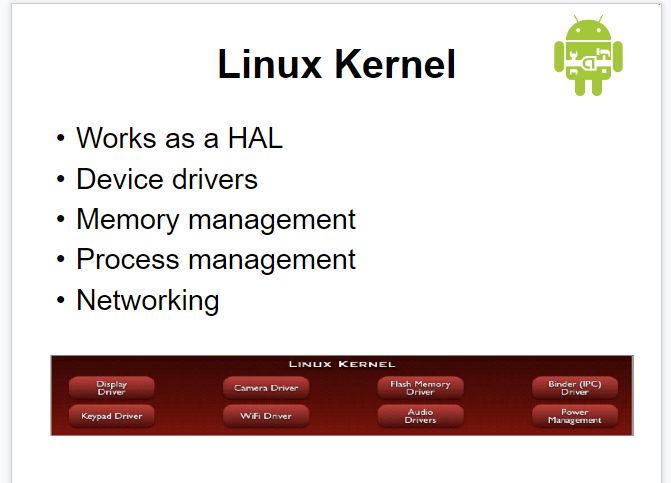 Linux Kernel
• Works as a HAL
• Device drivers
• Memory management
• Process management
• Networking
LINUX KERNEL
Display
Driver
Camera Driver
Flash Memory
Driver
Binder (IPC)
Driver
Keypad Driver
WiFi Driver
Audio
Drivers
Power
Management